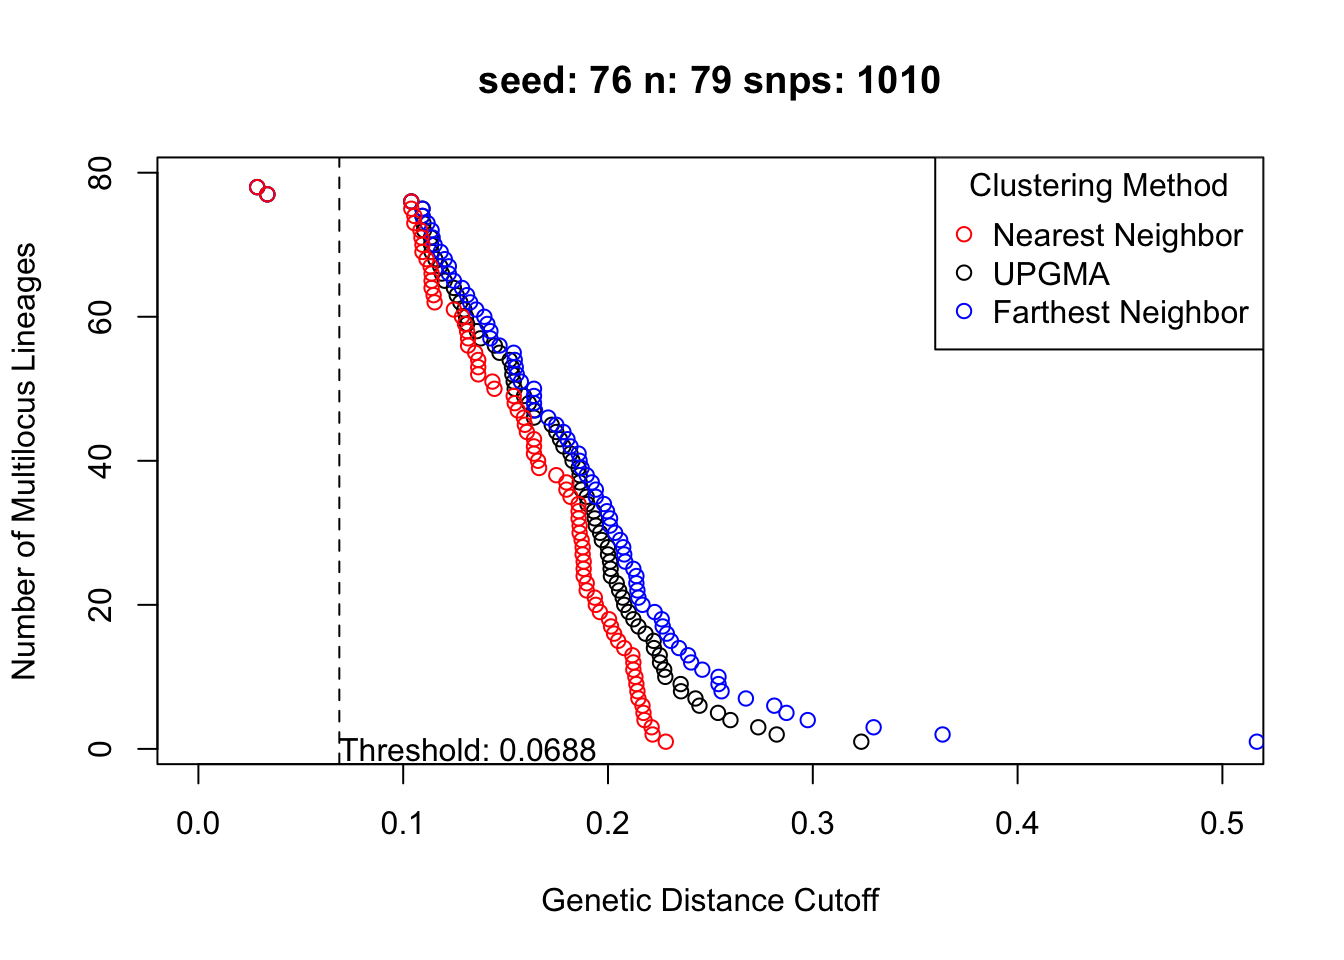 seed: 76 n: 79 snps: 1010
Number of Multilocus Lineages
80
60
40
20
0
Clustering Method
Nearest Neighbor
UPGMA
Farthest Neighbor
Threshold: 0.0688
0.0 0.1 0.2 0.3 0.4 0.5
Genetic Distance Cutoff